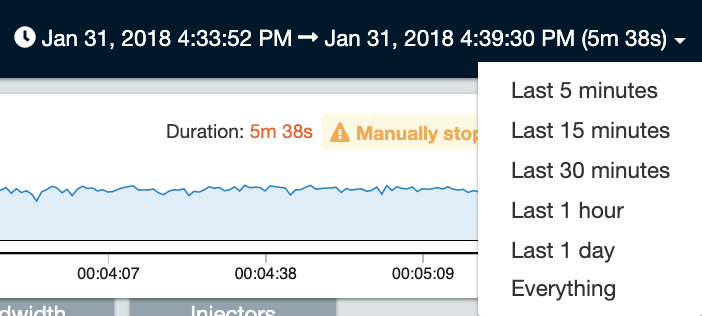 Jan 31, 2018 4:33:52 PM → Jan 31, 2018 4:39:30 PM (5m 38s)
Last 5 minutes
Last 15 minutes
Last 30 minutes
Last 1 hour
Last 1 day
Everything
Duration: 5m 38s
Manually stop
00:04:07 00:04:38 00:05:09
dwidth Injectors